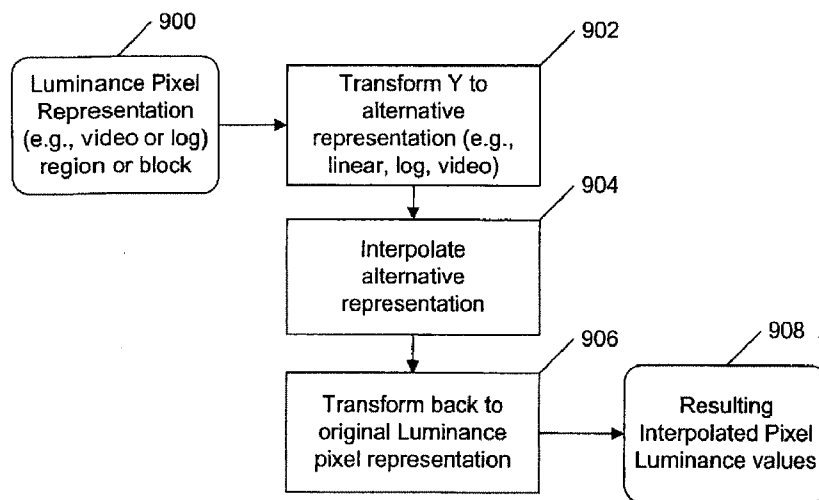 900
Luminance Pixel
Representation
(e.g., video or log)
region or block
902
Transform Y to
alternative
representation (e.g.,
linear, log, video)
904
Interpolate
alternative
representation
906
Transform back to
original Luminance
pixel representation
908
Resulting
Interpolated Pixel
Luminance values